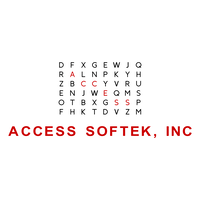 D F X G E W J Q
R A L N P K Y H
Z U C C Y E V U
E N J W E Q M S
O T B X G S S
ACCESS SOFTEK, INC